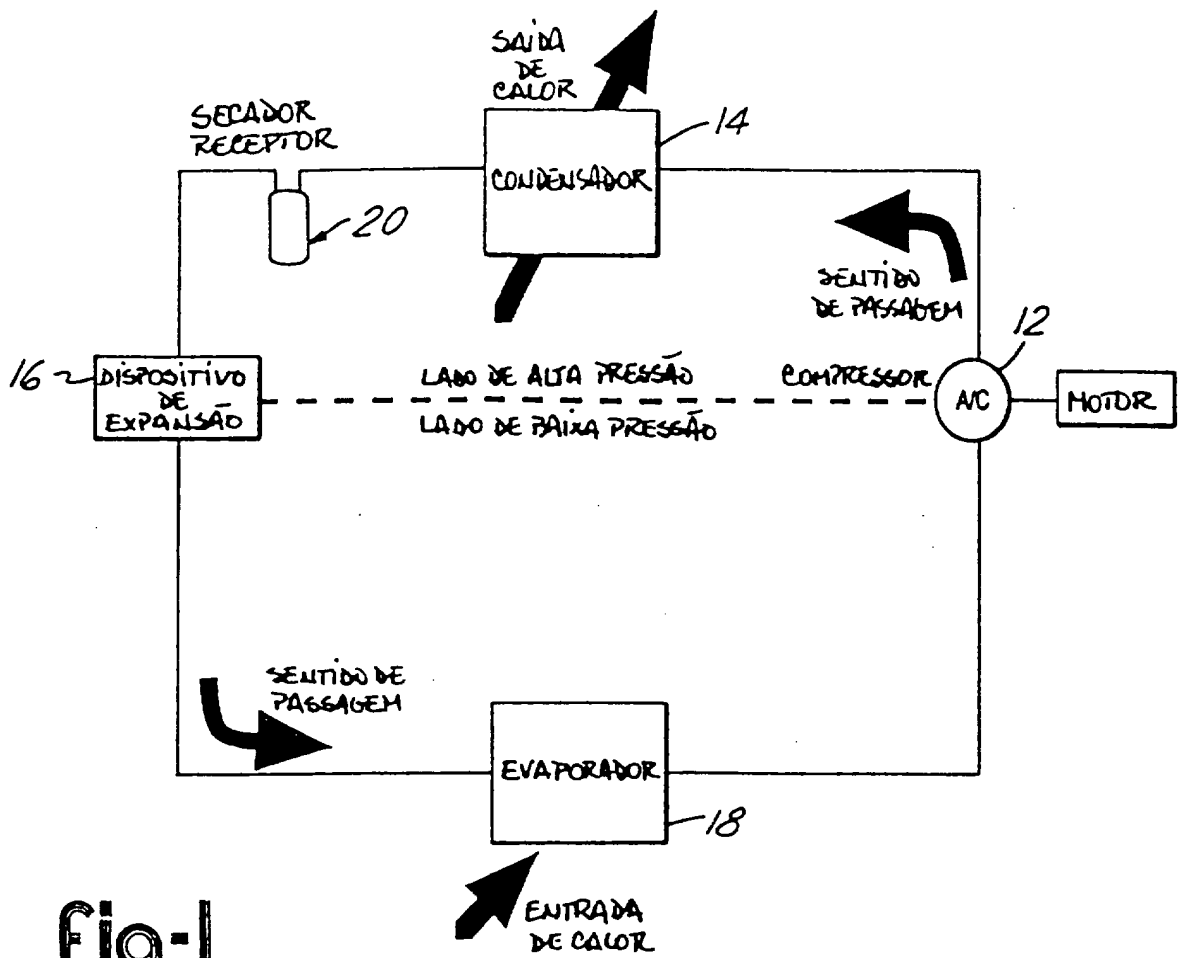 SAÍDA
DE
CALOR
SECADOR
RECEPTOR
14
CONDENSADOR
20
SENTIDO
DE PASSAGEM
12
16
DISPOSITIVO
DE
EXPANSÃO
LADO DE ALTA PRESSÃO
COMPRESSOR
A/C
MOTOR
LADO DE BAIXA PRESSÃO
SENTIDO DE
PASSAGEM
EVAPORADOR
18
ENTRADA
DE CALOR
fig-1